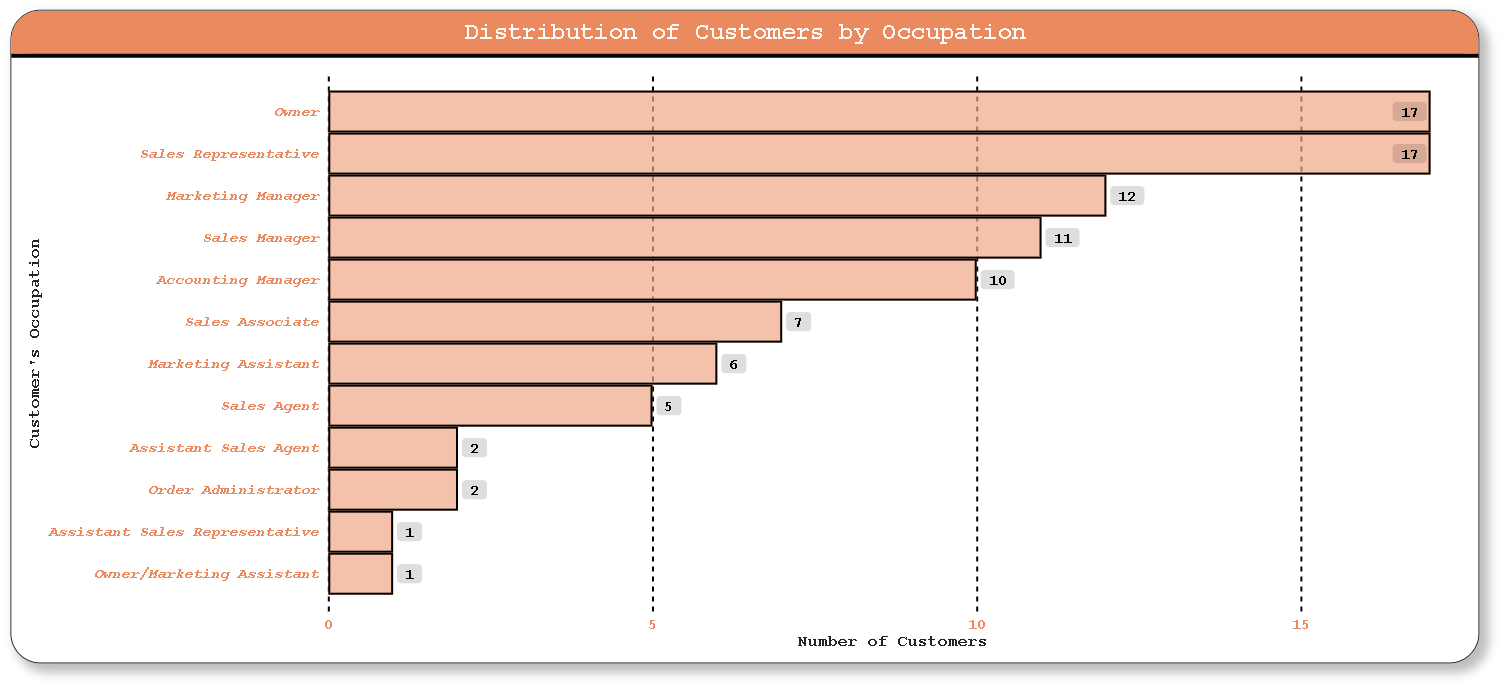 Distribution of Customers by Occupation
Customer's Occupation
Owner 17
Sales Representative 17
Marketing Manager 12
Sales Manager 11
Accounting Manager 10
Sales Associate 7
Marketing Assistant 6
Sales Agent 5
Assistant Sales Agent 2
Order Administrator 2
Assistant Sales Representative 1
Owner/Marketing Assistant 1
0 5 10 15
Number of Customers